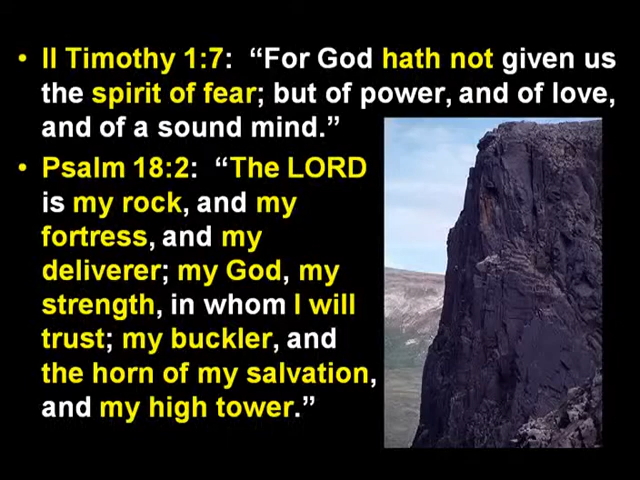 • II Timothy 1:7: “For God hath not given us
the spirit of fear; but of power, and of love,
and of a sound mind.”
• Psalm 18:2: “The LORD
is my rock, and my
fortress, and my
deliverer; my God, my
strength, in whom I will
trust; my buckler, and
the horn of my salvation,
and my high tower.”